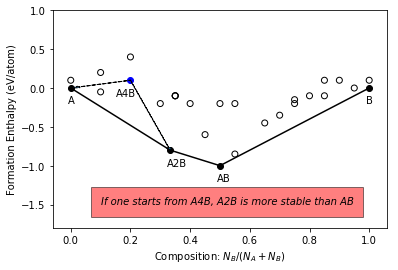 1.0
0.5
0.0
−0.5
−1.0
−1.5
Formation Enthalpy (eV/atom)
A
A4B
A2B
AB
B
If one starts from A4B, A2B is more stable than AB
0.0 0.2 0.4 0.6 0.8 1.0
Composition: $N_B/(N_A + N_B)$